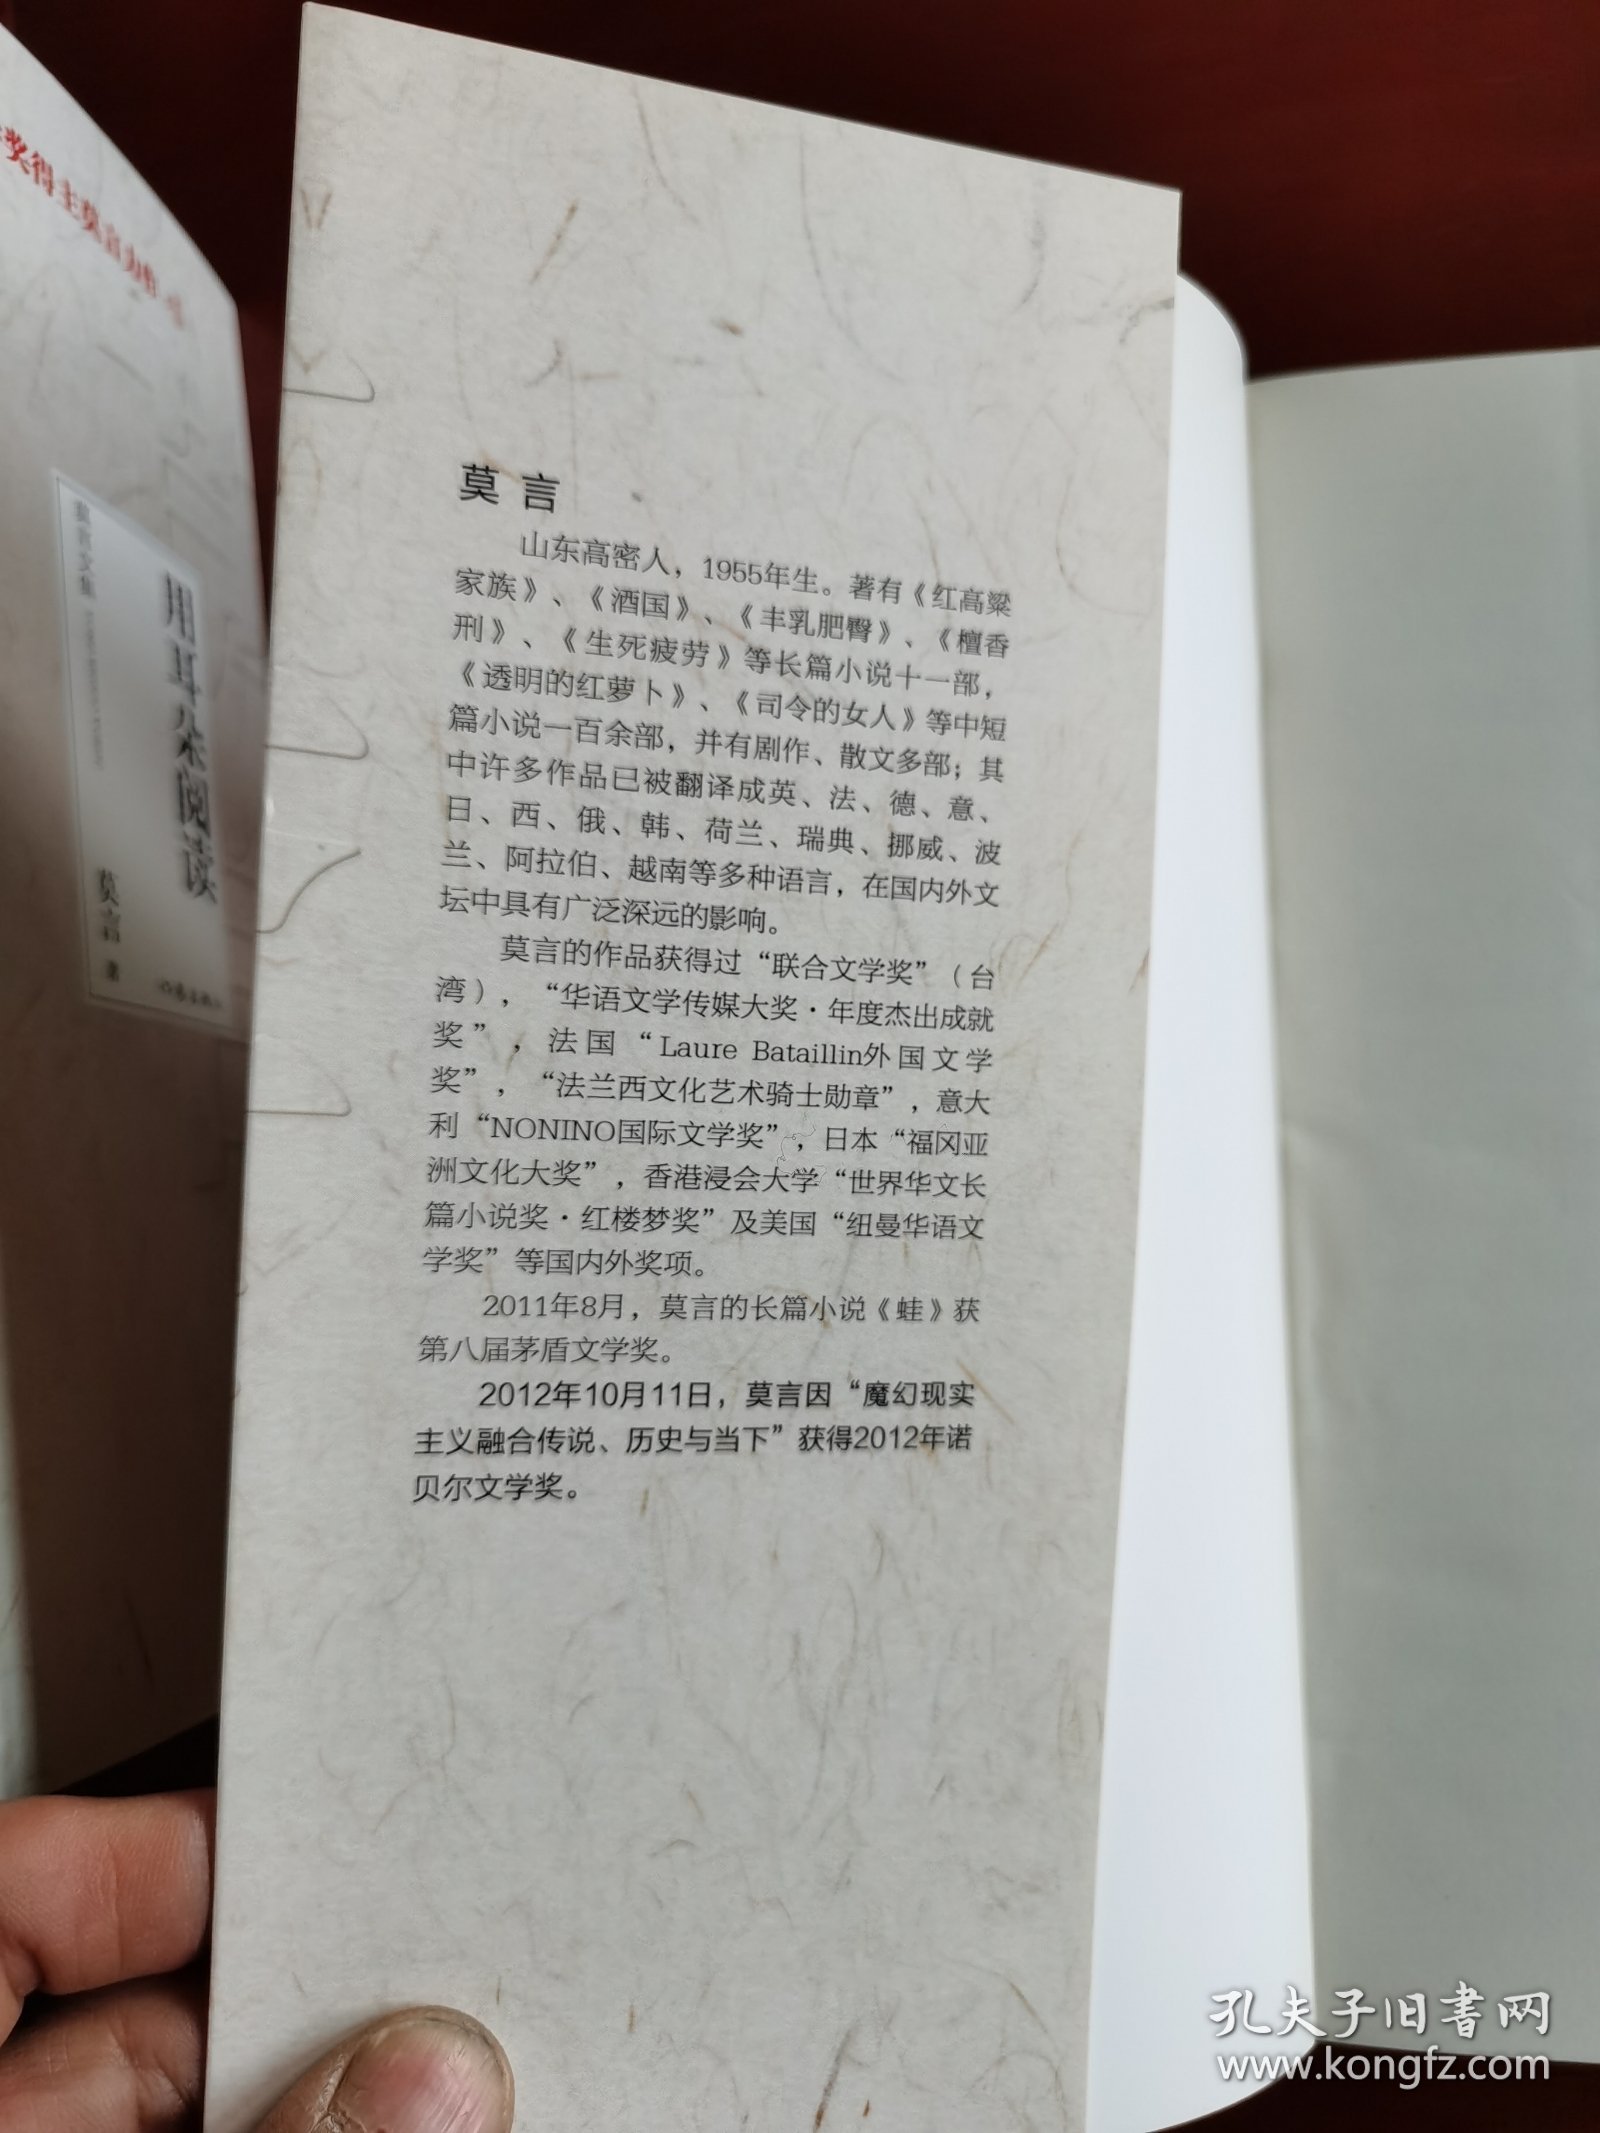 奖得主莫言力作
莫言文集
用耳朵阅读
莫言 著
莫言
山东高密人，1955年生。著有《红高粱
家族》、《酒国》、《丰乳肥臀》、《檀香
刑》、《生死疲劳》等长篇小说十一部，
《透明的红萝卜》、《司令的女人》等中短
篇小说一百余部，并有剧作、散文多部；其
中许多作品已被翻译成英、法、德、意、
日、西、俄、韩、荷兰、瑞典、挪威、波
兰、阿拉伯、越南等多种语言，在国内外文
坛中具有广泛深远的影响。
莫言的作品获得过“联合文学奖”（台
湾），“华语文学传媒大奖·年度杰出成就
奖”，法国“Laure Bataillin外国文学
奖”，“法兰西文化艺术骑士勋章”，意大
利“NONINO国际文学奖”，日本“福冈亚
洲文化大奖”，香港浸会大学“世界华文长
篇小说奖·红楼梦奖”及美国“纽曼华语文
学奖”等国内外奖项。
2011年8月，莫言的长篇小说《蛙》获
第八届茅盾文学奖。
2012年10月11日，莫言因“魔幻现实
主义融合传说、历史与当下”获得2012年诺
贝尔文学奖。
孔夫子旧书网
www.kongfz.com